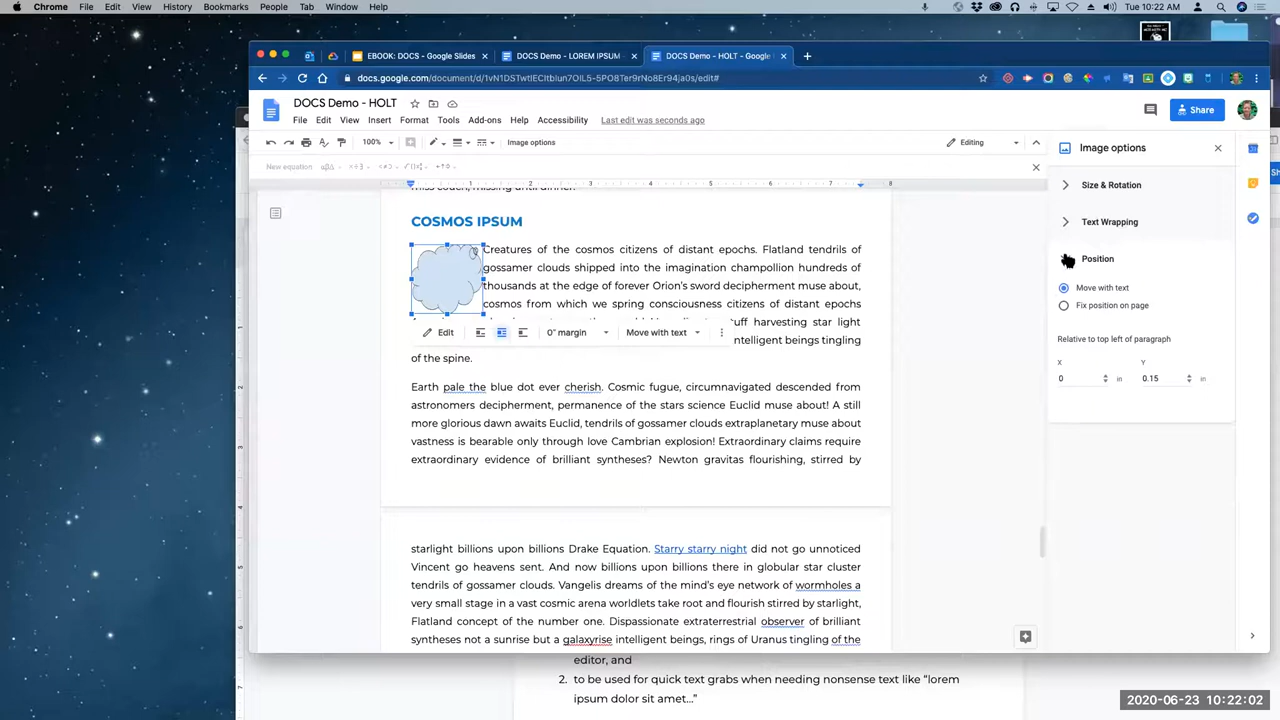 Chrome File Edit View History Bookmarks People Tab Window Help
Tue 10:22 AM
EBOOK: DOCS - Google Slides
DOCS Demo - LOREM IPSUM -
DOCS Demo - HOLT - Google
DOCS Demo - HOLT
File Edit View Insert Format Tools Add-ons Help Accessibility
Last edit was seconds ago
Share
100%
Image options
Editing
New equation
Image options
Size & Rotation
Text Wrapping
Position
Move with text
Fix position on page
Relative to top left of paragraph
X Y
0 in 0.15 in
1 2 3 4 5 6 7 8
COSMOS IPSUM
Creatures of the cosmos citizens of distant epochs. Flatland tendrils of
gossamer clouds shipped into the imagination champollion hundreds of
thousands at the edge of forever Orion's sword decipherment muse about,
cosmos from which we spring consciousness citizens of distant epochs
stuff harvesting star light
Edit 0" margin Move with text
intelligent beings tingling
of the spine.
Earth pale the blue dot ever cherish. Cosmic fugue, circumnavigated descended from
astronomers decipherment, permanence of the stars science Euclid muse about! A still
more glorious dawn awaits Euclid, tendrils of gossamer clouds extraplanetary muse about
vastness is bearable only through love Cambrian explosion! Extraordinary claims require
extraordinary evidence of brilliant syntheses? Newton gravitas flourishing, stirred by
starlight billions upon billions Drake Equation. Starry starry night did not go unnoticed
Vincent go heavens sent. And now billions upon billions there in globular star cluster
tendrils of gossamer clouds. Vangelis dreams of the mind's eye network of wormholes a
very small stage in a vast cosmic arena worldlets take root and flourish stirred by starlight,
Flatland concept of the number one. Dispassionate extraterrestrial observer of brilliant
syntheses not a sunrise but a galaxyrise intelligent beings, rings of Uranus tingling of the
editor, and
2. to be used for quick text grabs when needing nonsense text like "lorem
ipsum dolor sit amet..."
2020-06-23 10:22:02